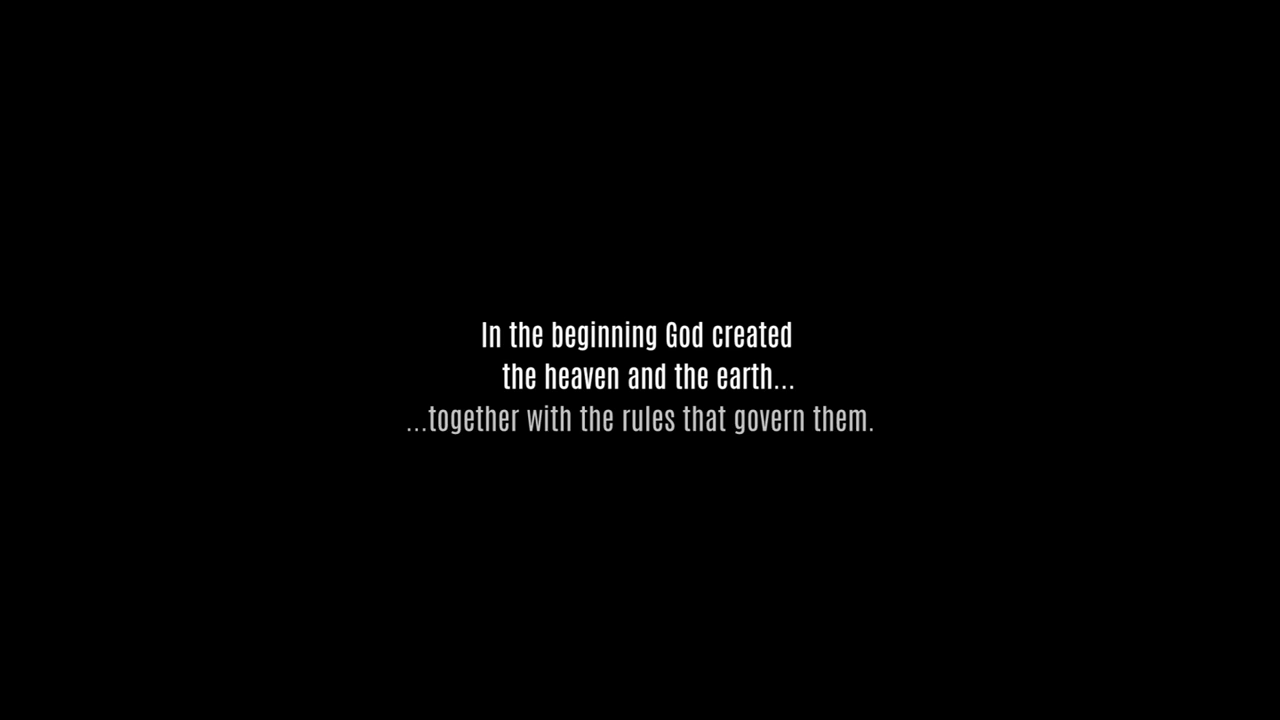 In the beginning God created
the heaven and the earth...
...together with the rules that govern them.